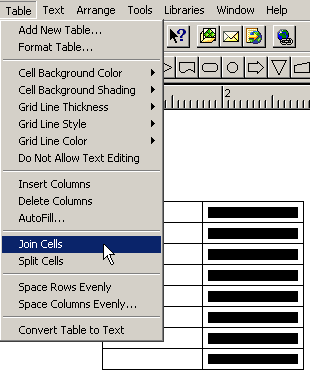 Table Text Arrange Tools Libraries Window Help
Add New Table...
Format Table...
Cell Background Color
Cell Background Shading
Grid Line Thickness
Grid Line Style
Grid Line Color
Do Not Allow Text Editing
2
Insert Columns
Delete Columns
AutoFill...
Join Cells
Split Cells
Space Rows Evenly
Space Columns Evenly...
Convert Table to Text